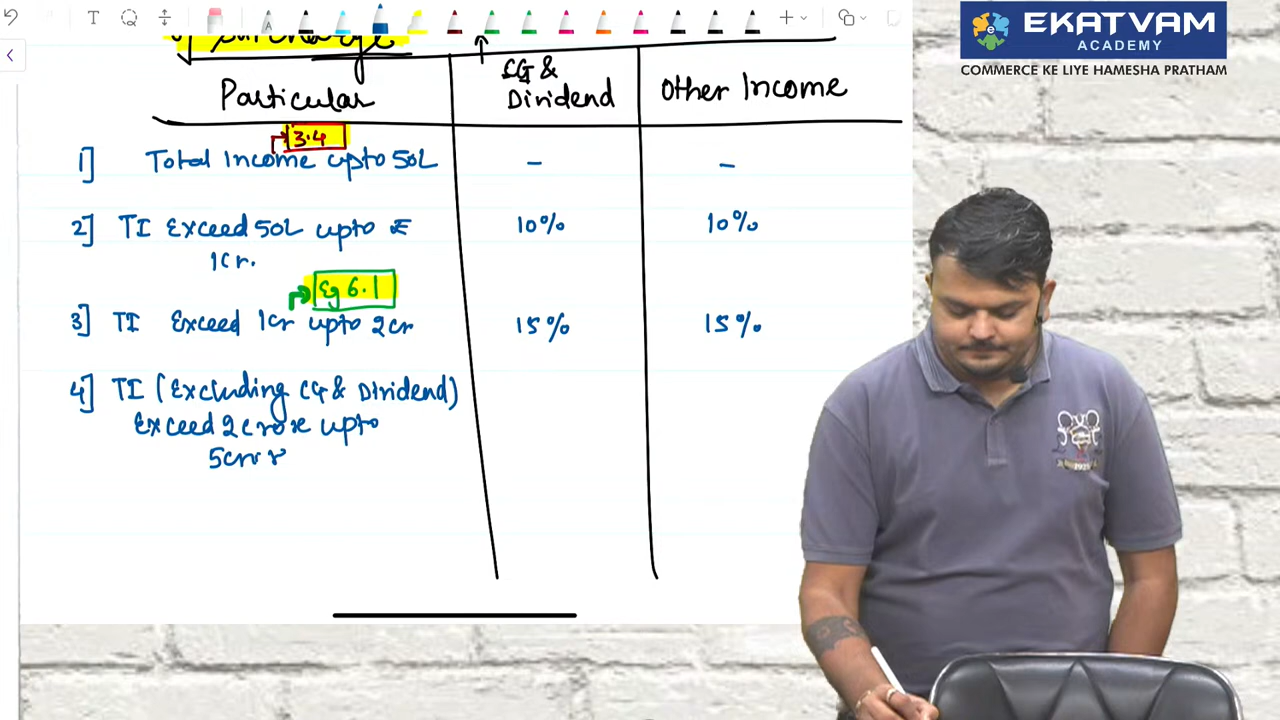 EKATVAM
ACADEMY
COMMERCE KE LIYE HAMESHA PRATHAM
Surcharge
Particular
CG &
Dividend
Other Income
3.4
1] Total Income upto 50L - -
2] TI Exceed 50L upto
1Cr.
10% 10%
Eg 6.1
3] TI Exceed 1Cr upto 2Cr 15% 15%
4] TI (Excluding CG & Dividend)
Exceed 2crore upto